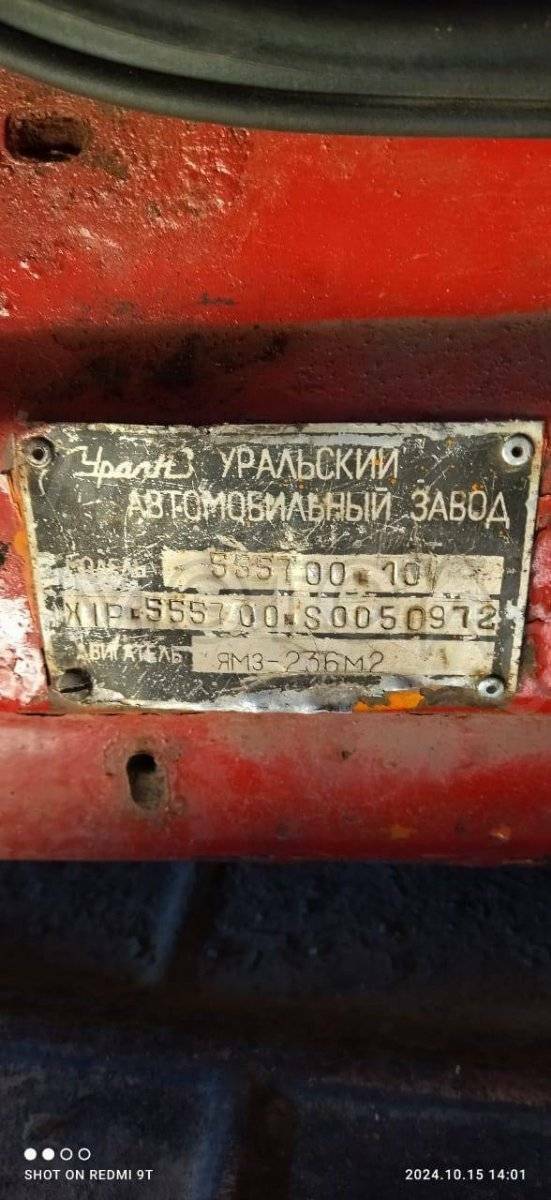 Урал УРАЛЬСКИЙ
АВТОМОБИЛЬНЫЙ ЗАВОД
МОДЕЛЬ 555700-10
X1P-555700-S0050972
ДВИГАТЕЛЬ ЯМЗ-236М2
SHOT ON REDMI 9T
2024.10.15 14:01